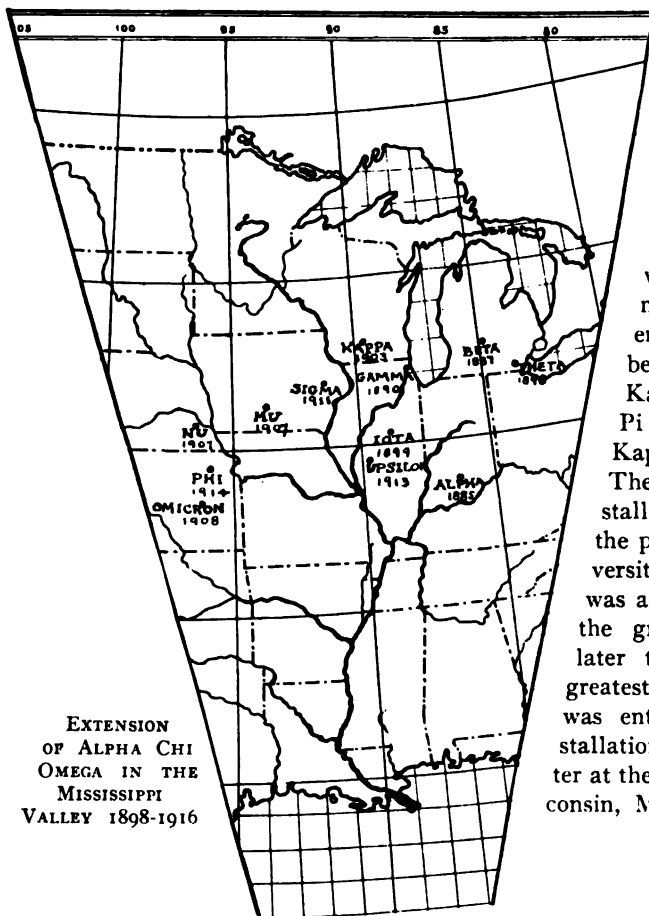 05 100 95 90 85 80
KAPPA
1903
BETA
1887
THETA
GAMMA
1890
SIGMA
1911
MU
1907
NU
1907
IOTA
1899
UPSILON
1913
PHI
1914
ALPHA
1885
OMICRON
1908
EXTENSION
OF ALPHA CHI
OMEGA IN THE
MISSISSIPPI
VALLEY 1898-1916
er
be
Ka
Pi
Kap
The
stall
the p
versit
was a
the gr
later t
greatest
was ent
stallation
ter at the
consin, M